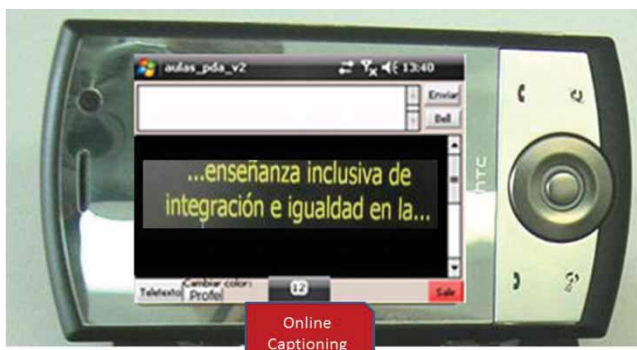 aulas_pda_v2
13:40
Enviar
Bell
...enseñanza inclusiva de
integración e igualdad en la...
Teletexto
Cambiar color:
Profe
12
Salir
hTC
Online
Captioning